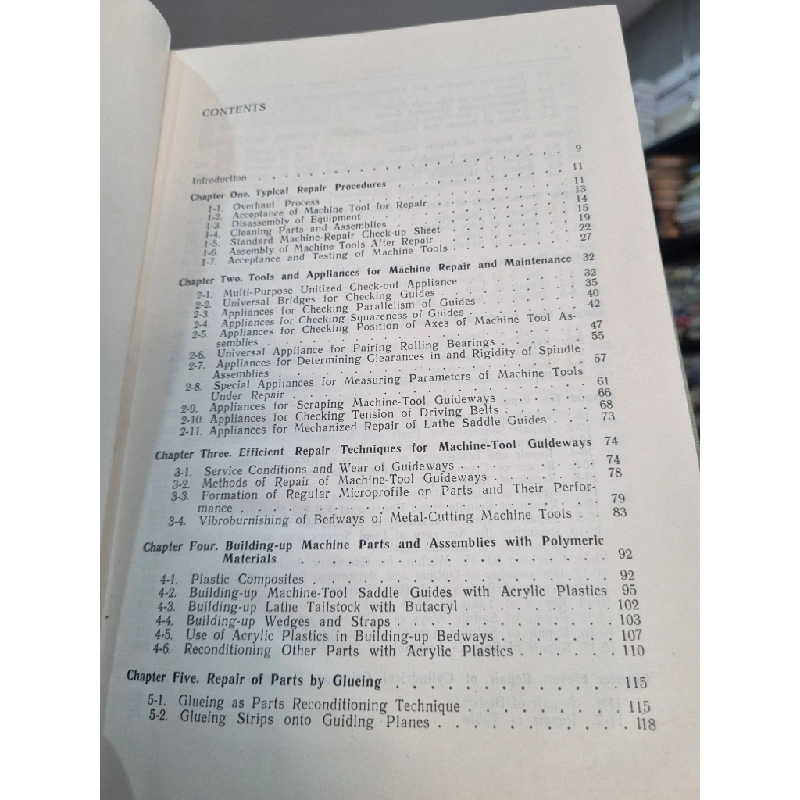 CONTENTS
Introduction . . . 9
Chapter One. Typical Repair Procedures . . . 11
1-1. Overhaul Process . . . 11
1-2. Acceptance of Machine Tool for Repair . . . 13
1-3. Disassembly of Equipment . . . 14
1-4. Cleaning Parts and Assemblies . . . 15
1-5. Standard Machine-Repair Check-up Sheet . . . 19
1-6. Assembly of Machine Tools After Repair . . . 22
1-7. Acceptance and Testing of Machine Tools . . . 27
Chapter Two. Tools and Appliances for Machine Repair and Maintenance 32
2-1. Multi-Purpose Unitized Check-out Appliance . . . 32
2-2. Universal Bridges for Checking Guides . . . 35
2-3. Appliances for Checking Parallelism of Guides . . . 40
2-4. Appliances for Checking Squareness of Guides . . . 42
2-5. Appliances for Checking Position of Axes of Machine Tool As-
semblies . . . 47
2-6. Universal Appliance for Pairing Rolling Bearings . . . 55
2-7. Appliances for Determining Clearances in and Rigidity of Spindle
Assemblies . . . 57
2-8. Special Appliances for Measuring Parameters of Machine Tools
Under Repair . . . 61
2-9. Appliances for Scraping Machine-Tool Guideways . . . 66
2-10. Appliances for Checking Tension of Driving Belts . . . 68
2-11. Appliances for Mechanized Repair of Lathe Saddle Guides . . . 73
Chapter Three. Efficient Repair Techniques for Machine-Tool Guideways 74
3-1. Service Conditions and Wear of Guideways . . . 74
3-2. Methods of Repair of Machine-Tool Guideways . . . 78
3-3. Formation of Regular Microprofile on Parts and Their Perfor-
mance . . . 79
3-4. Vibroburnishing of Bedways of Metal-Cutting Machine Tools . . 83
Chapter Four. Building-up Machine Parts and Assemblies with Polymeric
Materials . . . 92
4-1. Plastic Composites . . . 92
4-2. Building-up Machine-Tool Saddle Guides with Acrylic Plastics 95
4-3. Building-up Lathe Tailstock with Butacryl . . . 102
4-4. Building-up Wedges and Straps . . . 103
4-5. Use of Acrylic Plastics in Building-up Bedways . . . 107
4-6. Reconditioning Other Parts with Acrylic Plastics . . . 110
Chapter Five. Repair of Parts by Glueing . . . 115
5-1. Glueing as Parts Reconditioning Technique . . . 115
5-2. Glueing Strips onto Guiding Planes . . . 118